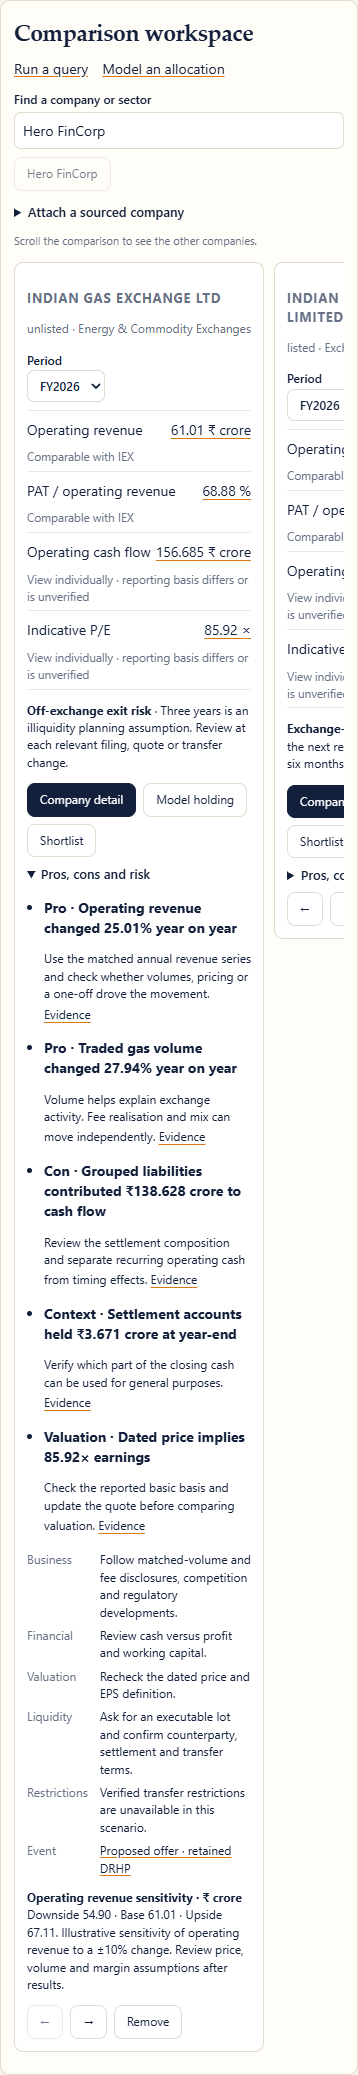 Comparison workspace
Run a query Model an allocation
Find a company or sector
Hero FinCorp
Hero FinCorp
▶ Attach a sourced company
Scroll the comparison to see the other companies.
INDIAN GAS EXCHANGE LTD
unlisted · Energy & Commodity Exchanges
Period
FY2026
Operating revenue 61.01 ₹ crore
Comparable with IEX
PAT / operating revenue 68.88 %
Comparable with IEX
Operating cash flow 156.685 ₹ crore
View individually · reporting basis differs or
is unverified
Indicative P/E 85.92 ×
View individually · reporting basis differs or
is unverified
Off-exchange exit risk · Three years is an
illiquidity planning assumption. Review at
each relevant filing, quote or transfer
change.
Company detail Model holding
Shortlist
▼ Pros, cons and risk
• Pro · Operating revenue
changed 25.01% year on year
Use the matched annual revenue series
and check whether volumes, pricing or
a one-off drove the movement.
Evidence
• Pro · Traded gas volume
changed 27.94% year on year
Volume helps explain exchange
activity. Fee realisation and mix can
move independently. Evidence
• Con · Grouped liabilities
contributed ₹138.628 crore to
cash flow
Review the settlement composition
and separate recurring operating cash
from timing effects. Evidence
• Context · Settlement accounts
held ₹3.671 crore at year-end
Verify which part of the closing cash
can be used for general purposes.
Evidence
• Valuation · Dated price implies
85.92× earnings
Check the reported basic basis and
update the quote before comparing
valuation. Evidence
Business Follow matched-volume and
fee disclosures, competition
and regulatory
developments.
Financial Review cash versus profit
and working capital.
Valuation Recheck the dated price and
EPS definition.
Liquidity Ask for an executable lot
and confirm counterparty,
settlement and transfer
terms.
Restrictions Verified transfer restrictions
are unavailable in this
scenario.
Event Proposed offer · retained
DRHP
Operating revenue sensitivity · ₹ crore
Downside 54.90 · Base 61.01 · Upside
67.11. Illustrative sensitivity of operating
revenue to a ±10% change. Review price,
volume and margin assumptions after
results.
← → Remove
INDIAN
LIMITED
listed · Exch
Period
FY2026
Operating
Comparabl
PAT / ope
Comparabl
Operating
View indivi
is unverifie
Indicative
View indivi
is unverifie
Exchange-
the next re
six months
Compan
Shortlist
▶ Pros, co
←